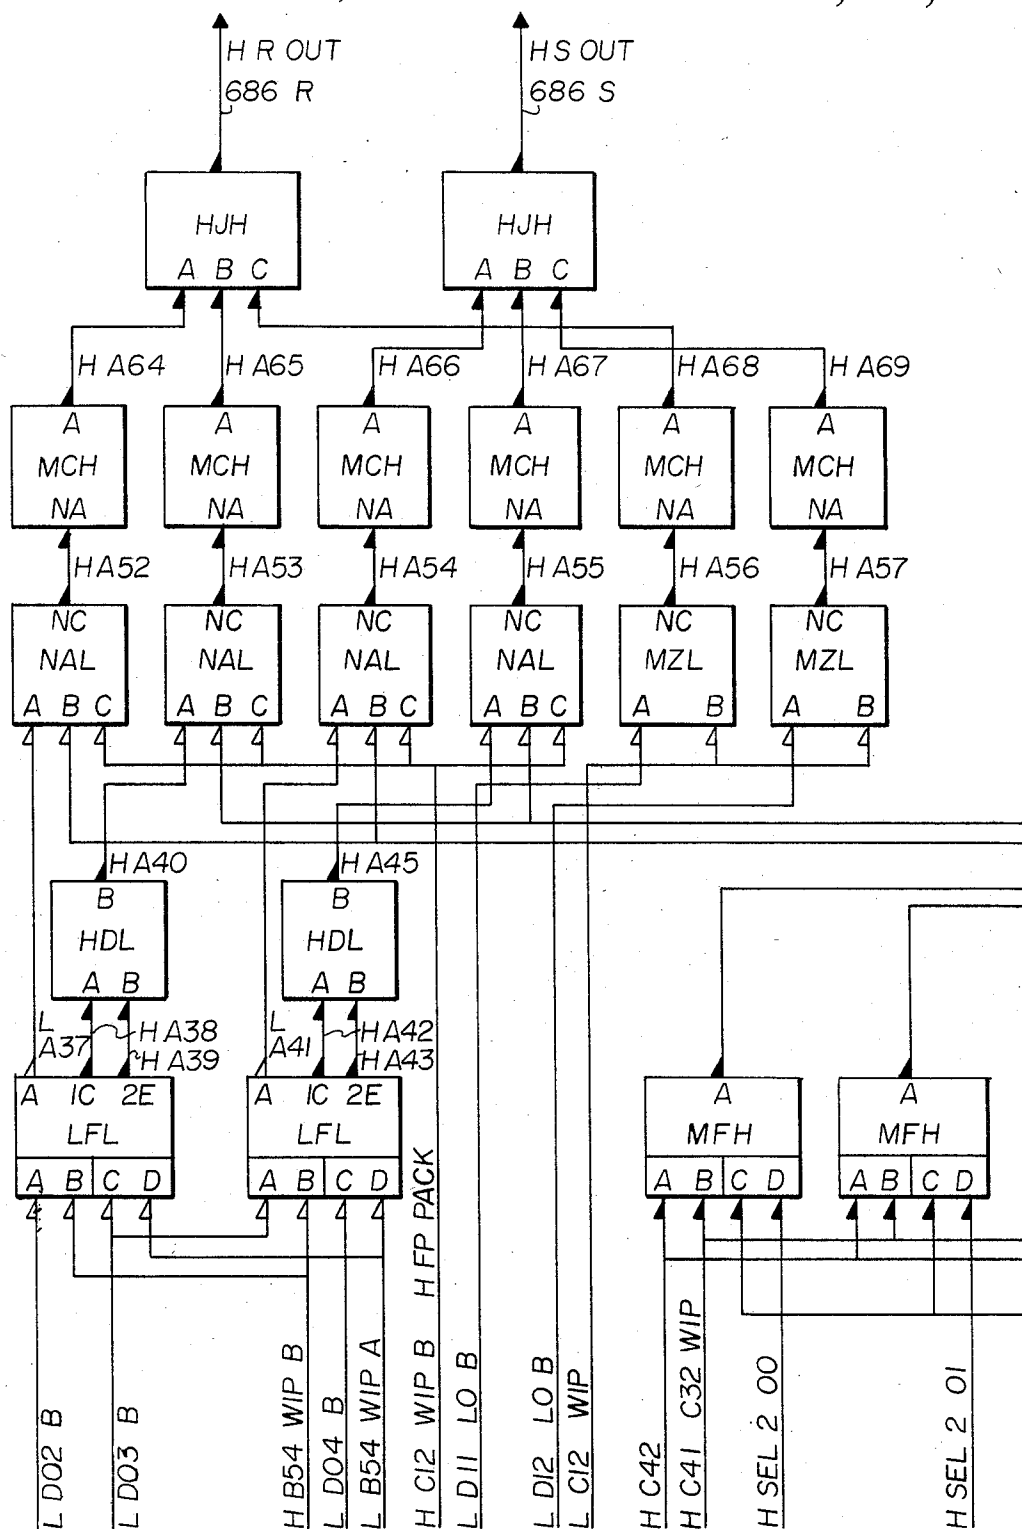 H R OUT
686 R
H S OUT
686 S
HJH
A B C
HJH
A B C
H A64
H A65
H A66
H A67
H A68
H A69
A
MCH
NA
A
MCH
NA
A
MCH
NA
A
MCH
NA
A
MCH
NA
A
MCH
NA
H A52
H A53
H A54
H A55
H A56
H A57
NC
NAL
A B C
NC
NAL
A B C
NC
NAL
A B C
NC
NAL
A B C
NC
MZL
A B
NC
MZL
A B
H A40
H A45
B
HDL
A B
B
HDL
A B
L A37
H A38
H A39
L A41
H A42
H A43
A 1C 2E
LFL
A B C D
A 1C 2E
LFL
A B C D
A
MFH
A B C D
A
MFH
A B C D
L D02 B
L D03 B
H B54 WIP B
L D04 B
L B54 WIP A
H C12 WIP B H FP PACK
L D11 LO B
L D12 LO B
L C12 WIP
H C42
H C41 C32 WIP
H SEL 2 00
H SEL 2 01